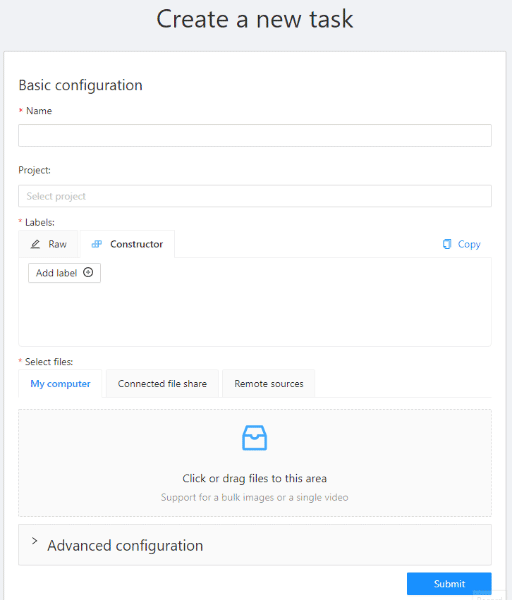 Create a new task
Basic configuration
* Name
Project:
Select project
* Labels:
Raw Constructor Copy
Add label
* Select files:
My computer Connected file share Remote sources
Click or drag files to this area
Support for a bulk images or a single video
Advanced configuration
Submit